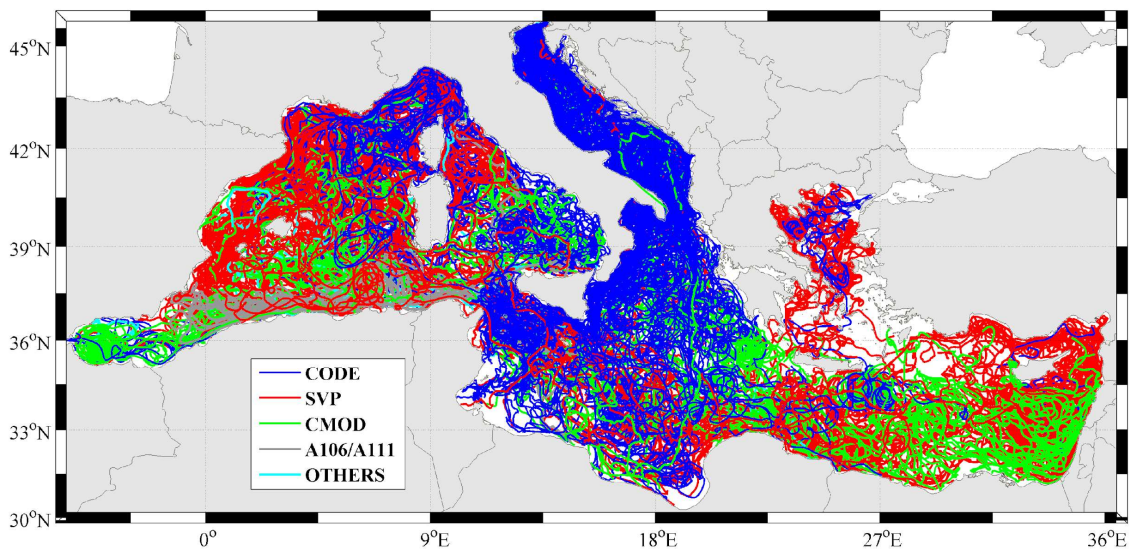 45°N
42°N
39°N
36°N
33°N
30°N
CODE
SVP
CMOD
A106/A111
OTHERS
0°
9°E
18°E
27°E
36°E